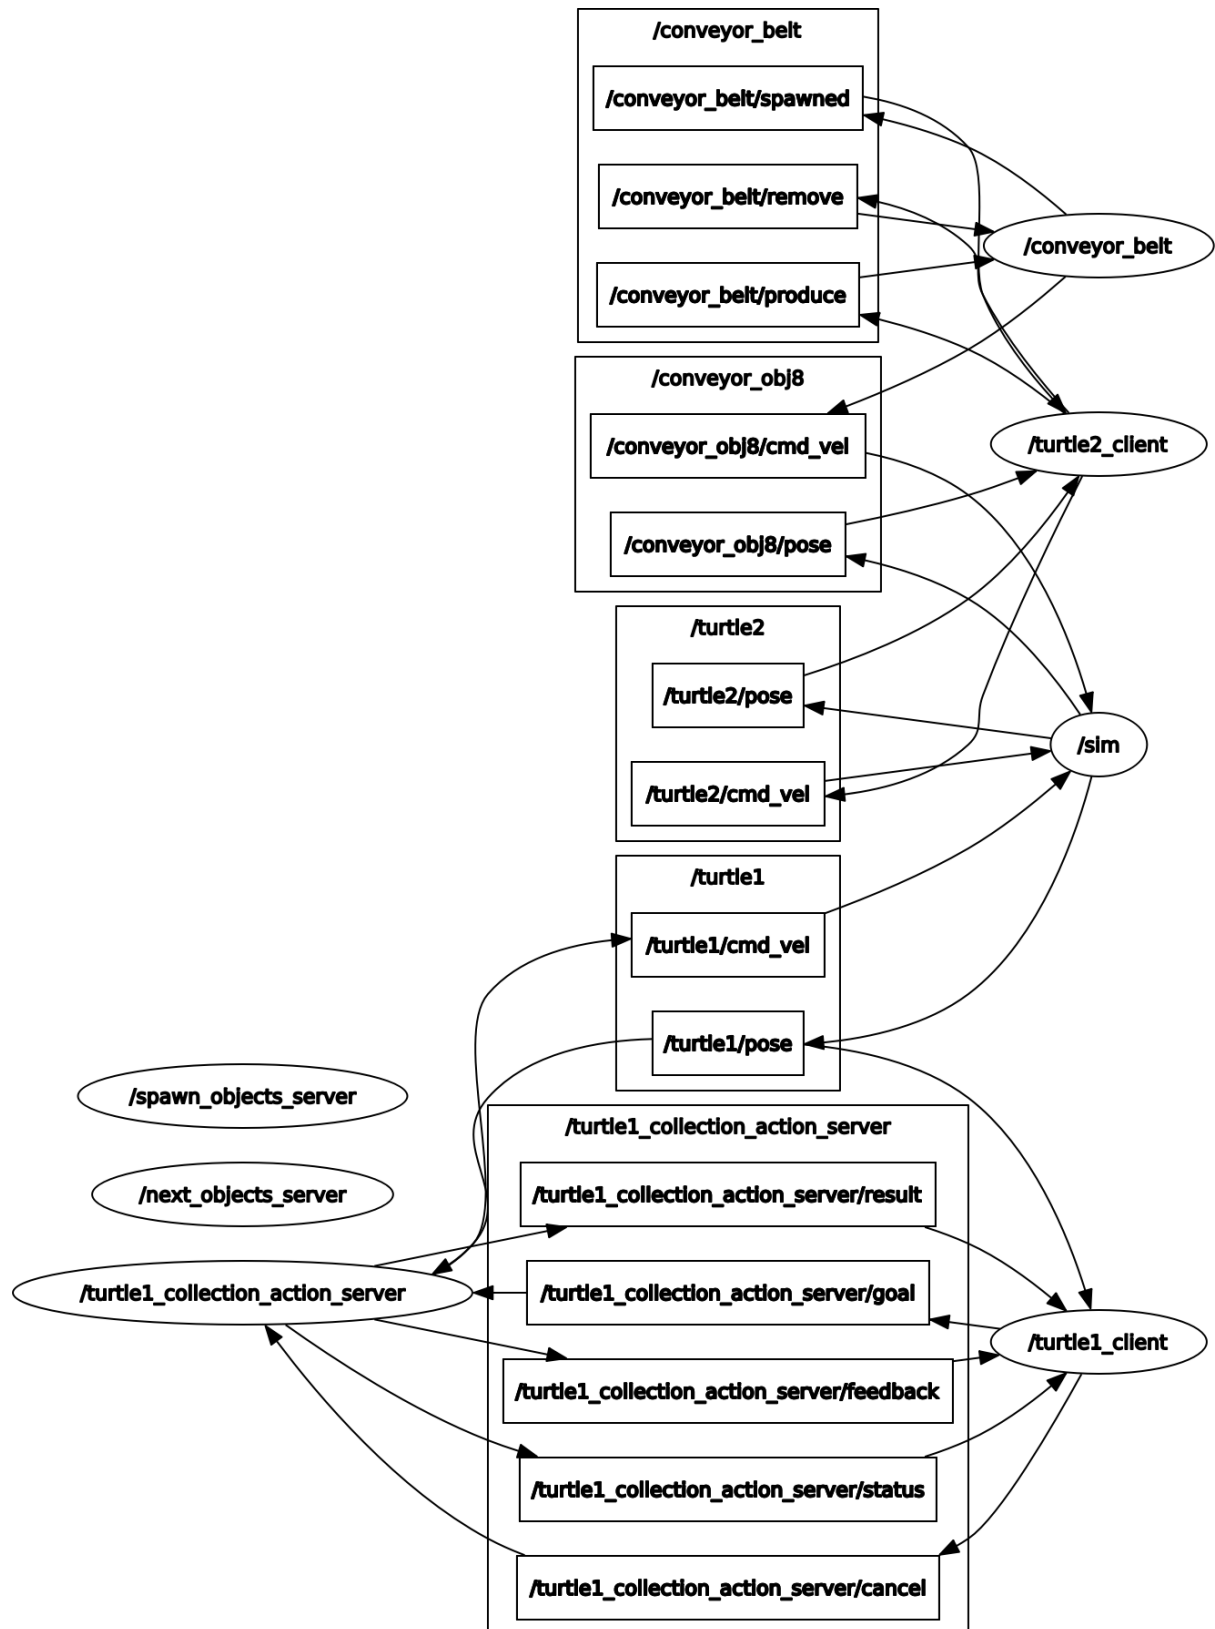 /conveyor_belt
/conveyor_belt/spawned
/conveyor_belt/remove
/conveyor_belt
/conveyor_belt/produce
/conveyor_obj8
/conveyor_obj8/cmd_vel
/turtle2_client
/conveyor_obj8/pose
/turtle2
/turtle2/pose
/sim
/turtle2/cmd_vel
/turtle1
/turtle1/cmd_vel
/turtle1/pose
/spawn_objects_server
/turtle1_collection_action_server
/next_objects_server
/turtle1_collection_action_server/result
/turtle1_collection_action_server
/turtle1_collection_action_server/goal
/turtle1_client
/turtle1_collection_action_server/feedback
/turtle1_collection_action_server/status
/turtle1_collection_action_server/cancel